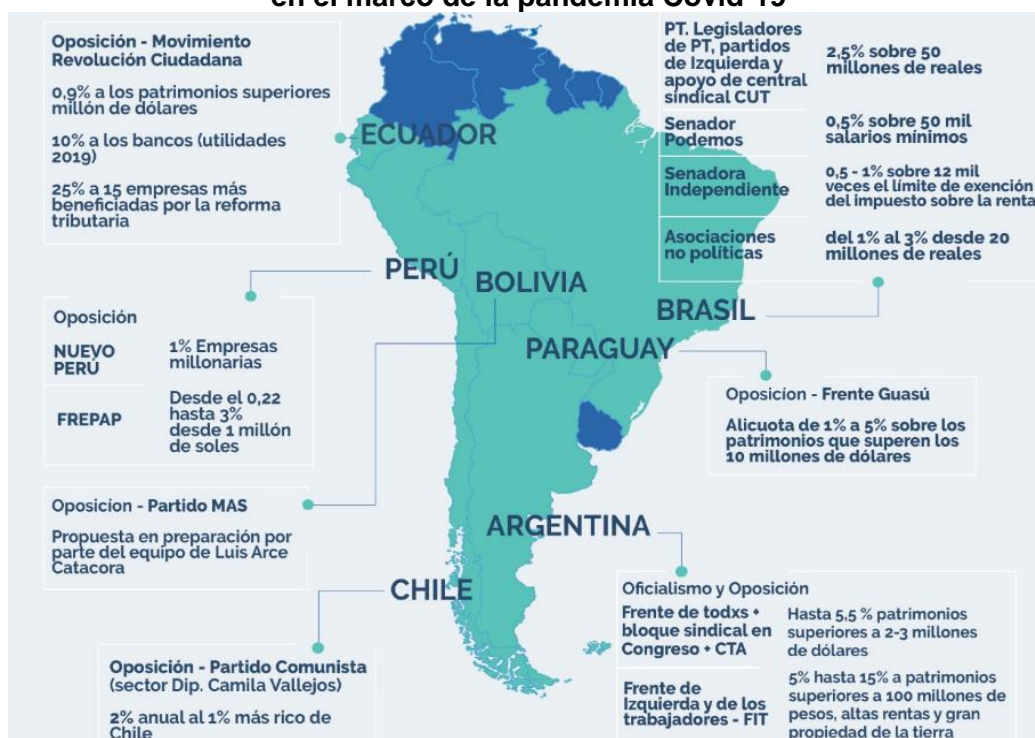 en el marco de la pandemia Covid-19
Oposición - Movimiento
Revolución Ciudadana
0,9% a los patrimonios superiores
millón de dólares
10% a los bancos (utilidades
2019)
25% a 15 empresas más
beneficiadas por la reforma
tributaria
ECUADOR
PT. Legisladores
de PT, partidos
de Izquierda y
apoyo de central
sindical CUT
2,5% sobre 50
millones de reales
Senador
Podemos
0,5% sobre 50 mil
salarios mínimos
Senadora
Independiente
0,5 - 1% sobre 12 mil
veces el límite de exención
del impuesto sobre la renta
Asociaciones
no políticas
del 1% al 3% desde 20
millones de reales
PERÚ
BOLIVIA
BRASIL
PARAGUAY
Oposición
NUEVO
PERÚ
1% Empresas
millonarias
FREPAP
Desde el 0,22
hasta 3%
desde 1 millón
de soles
Oposicíon - Frente Guasú
Alicuota de 1% a 5% sobre los
patrimonios que superen los
10 millones de dólares
Oposicíon - Partido MAS
Propuesta en preparación por
parte del equipo de Luis Arce
Catacora
ARGENTINA
CHILE
Oficialismo y Oposición
Frente de todxs +
bloque sindical en
Congreso + CTA
Hasta 5,5 % patrimonios
superiores a 2-3 millones
de dólares
Frente de
Izquierda y de los
trabajadores - FIT
5% hasta 15% a patrimonios
superiores a 100 millones de
pesos, altas rentas y gran
propiedad de la tierra
Oposición - Partido Comunista
(sector Dip. Camila Vallejos)
2% anual al 1% más rico de
Chile